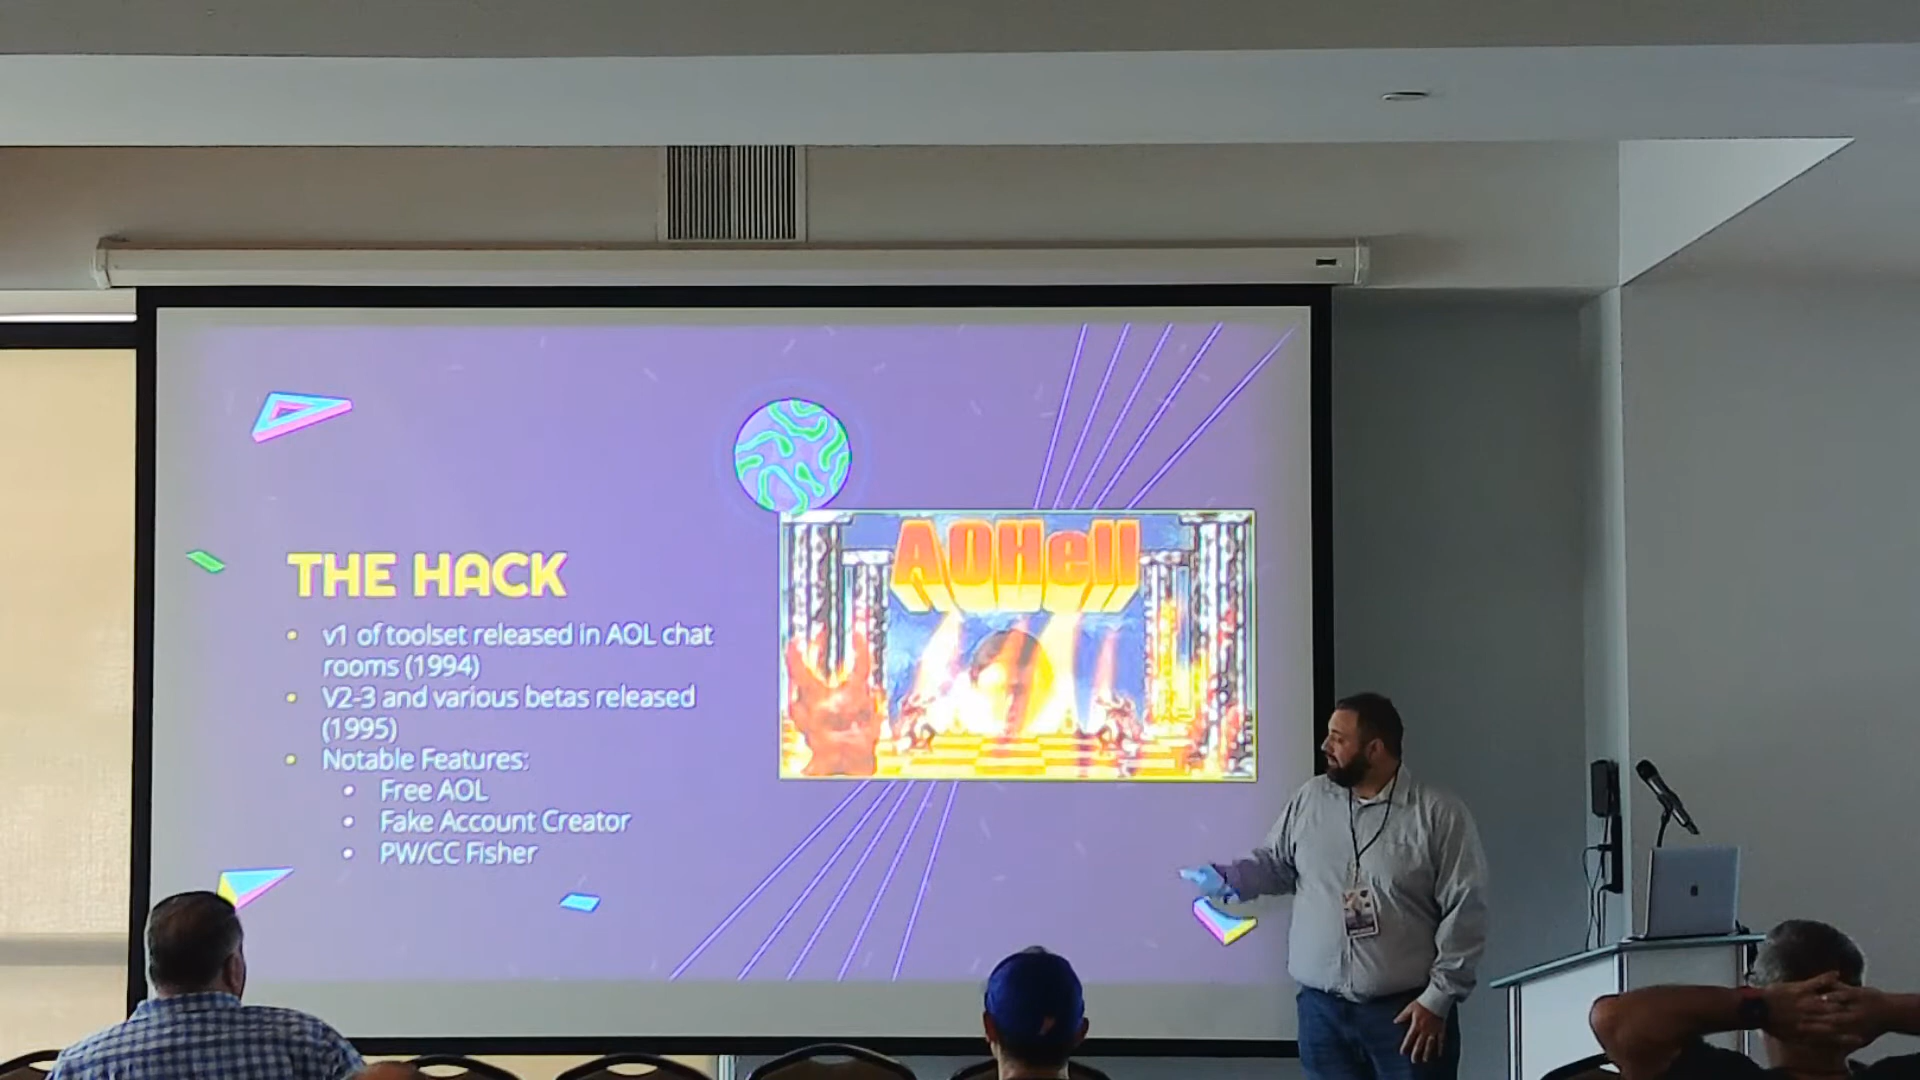 AOHell
THE HACK
v1 of toolset released in AOL chat
rooms (1994)
V2-3 and various betas released
(1995)
Notable Features:
Free AOL
Fake Account Creator
PW/CC Fisher